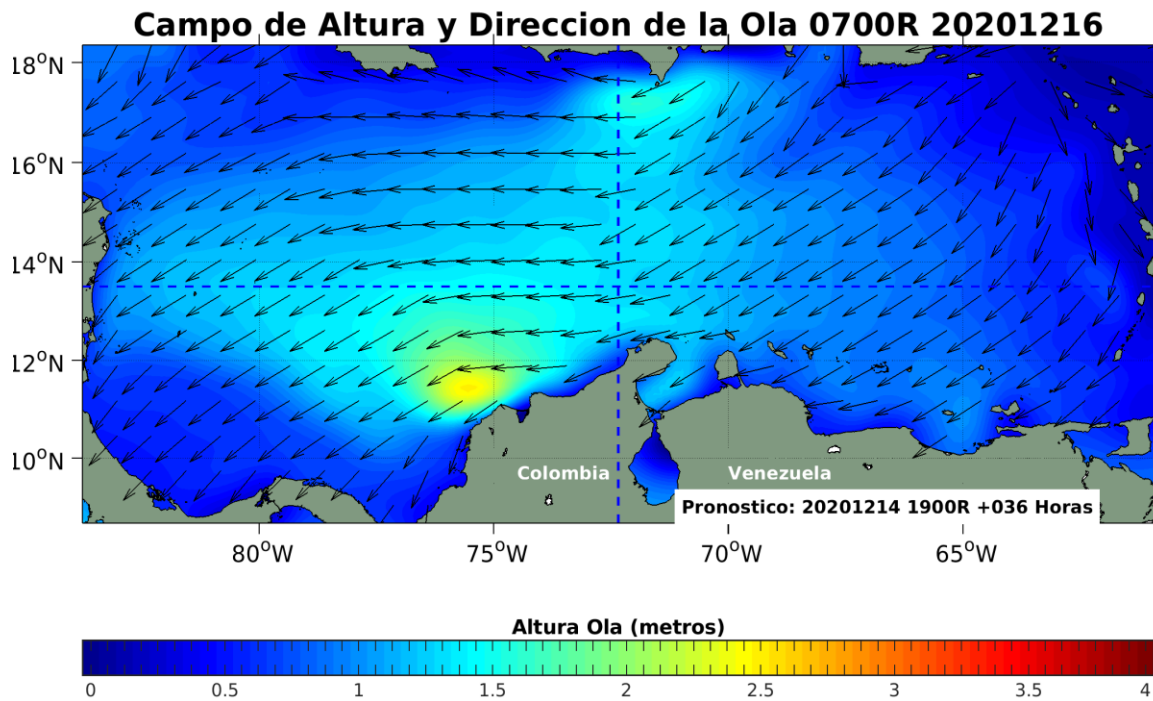 Campo de Altura y Direccion de la Ola 0700R 20201216
18°N
16°N
14°N
12°N
10°N
Colombia
Venezuela
Pronostico: 20201214 1900R +036 Horas
80°W
75°W
70°W
65°W
Altura Ola (metros)
0 0.5 1 1.5 2 2.5 3 3.5 4